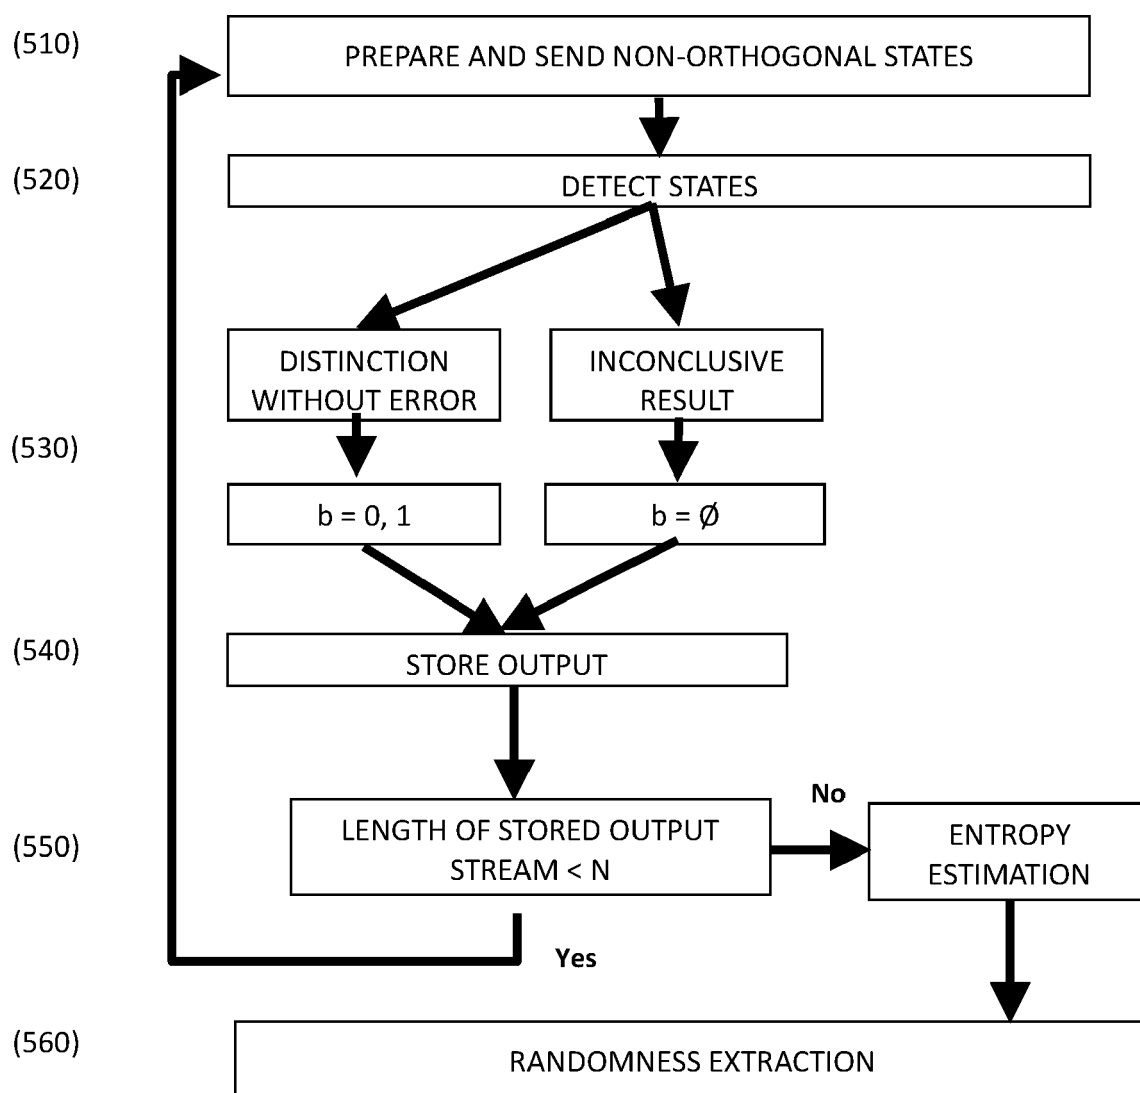 (510)
PREPARE AND SEND NON-ORTHOGONAL STATES
(520)
DETECT STATES
DISTINCTION
WITHOUT ERROR
INCONCLUSIVE
RESULT
(530)
b = 0, 1
b = Ø
(540)
STORE OUTPUT
(550)
LENGTH OF STORED OUTPUT
STREAM < N
No
ENTROPY
ESTIMATION
Yes
(560)
RANDOMNESS EXTRACTION